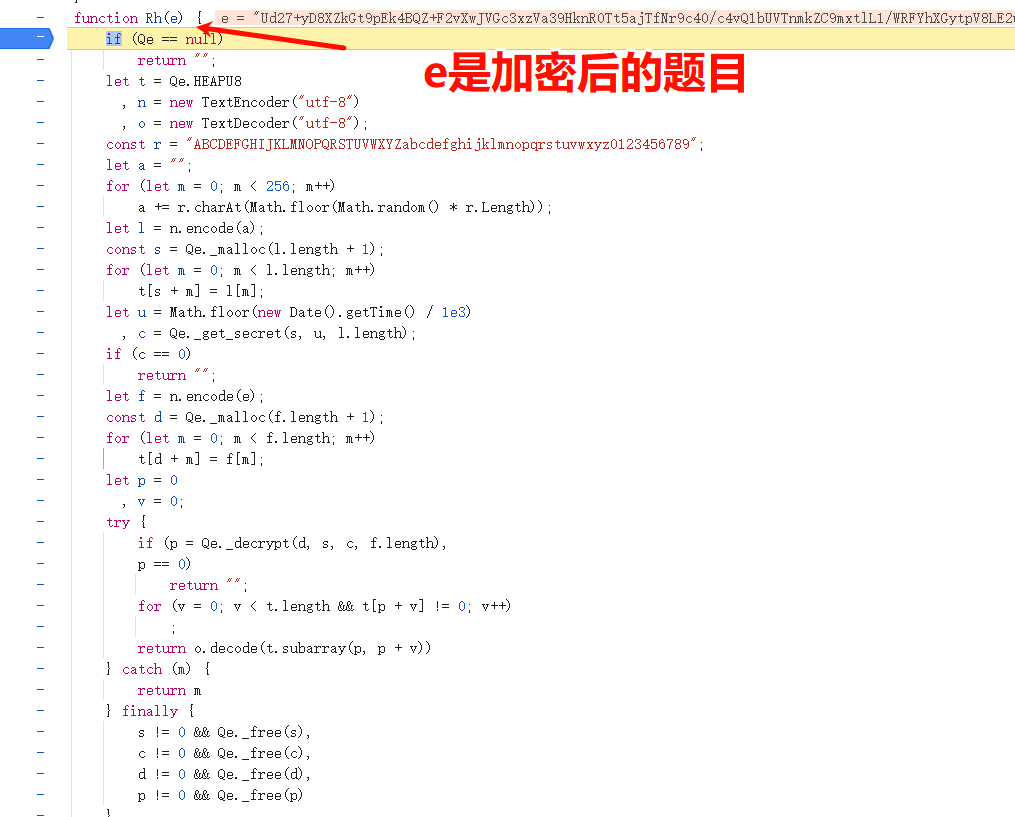 function Rh(e) { e = "Ud27+yD8XZkGt9pEk4BQZ+F2vXwJVGc3xzVa39HknROTt5ajTfNr9c40/c4vQ1bUVTnmkZC9mxtlL1/WRFYhXGytpV8LE2u
if (Qe == null)
e是加密后的题目
return "";
let t = Qe.HEAPU8
, n = new TextEncoder("utf-8")
, o = new TextDecoder("utf-8");
const r = "ABCDEFGHIJKLMNOPQRSTUVWXYZabcdefghijklmnopqrstuvwxyz0123456789";
let a = "";
for (let m = 0; m < 256; m++)
a += r.charAt(Math.floor(Math.random() * r.Length));
let l = n.encode(a);
const s = Qe._malloc(l.length + 1);
for (let m = 0; m < l.length; m++)
t[s + m] = l[m];
let u = Math.floor(new Date().getTime() / 1e3)
, c = Qe._get_secret(s, u, l.length);
if (c == 0)
return "";
let f = n.encode(e);
const d = Qe._malloc(f.length + 1);
for (let m = 0; m < f.length; m++)
t[d + m] = f[m];
let p = 0
, v = 0;
try {
if (p = Qe._decrypt(d, s, c, f.length),
p == 0)
return "";
for (v = 0; v < t.length && t[p + v] != 0; v++)
;
return o.decode(t.subarray(p, p + v))
} catch (m) {
return m
} finally {
s != 0 && Qe._free(s),
c != 0 && Qe._free(c),
d != 0 && Qe._free(d),
p != 0 && Qe._free(p)
}